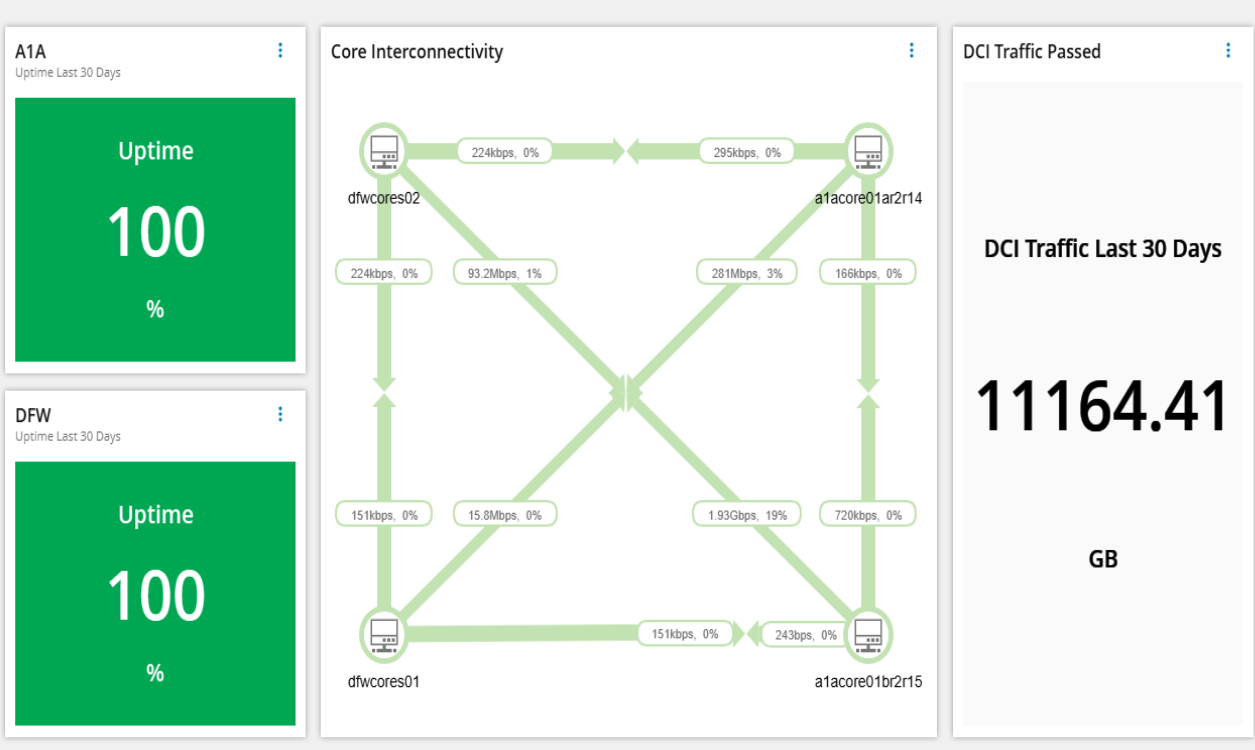 A1A
Uptime Last 30 Days
Uptime
100
%
DFW
Uptime Last 30 Days
Uptime
100
%
Core Interconnectivity
224kbps, 0%
295kbps, 0%
dfwcores02
a1acore01ar2r14
224kbps, 0%
93.2Mbps, 1%
281Mbps, 3%
166kbps, 0%
151kbps, 0%
15.8Mbps, 0%
1.93Gbps, 19%
720kbps, 0%
151kbps, 0%
243bps, 0%
dfwcores01
a1acore01br2r15
DCI Traffic Passed
DCI Traffic Last 30 Days
11164.41
GB